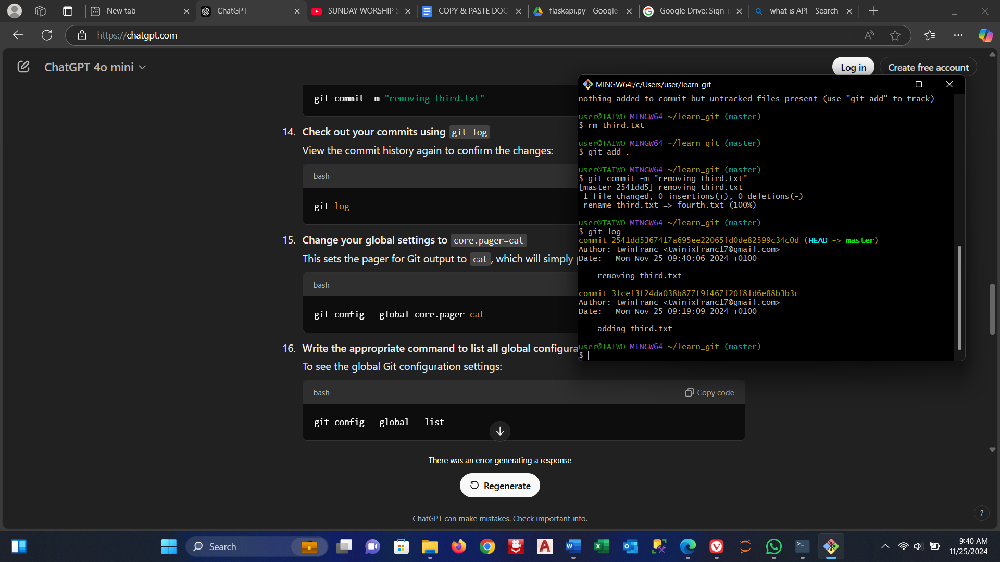 New tab
ChatGPT
SUNDAY WORSHIP S
COPY & PASTE DOC
flaskapi.py - Google
Google Drive: Sign-i
what is API - Search
https://chatgpt.com
ChatGPT 4o mini
Log in
Create free account
git commit -m "removing third.txt"
14. Check out your commits using git log
View the commit history again to confirm the changes:
bash
git log
15. Change your global settings to core.pager=cat
This sets the pager for Git output to cat, which will simply
bash
git config --global core.pager cat
16. Write the appropriate command to list all global configura
To see the global Git configuration settings:
bash
Copy code
git config --global --list
There was an error generating a response
Regenerate
ChatGPT can make mistakes. Check important info.
?
MINGW64:/c/Users/user/learn_git
nothing added to commit but untracked files present (use "git add" to track)
user@TAIWO MINGW64 ~/learn_git (master)
$ rm third.txt
user@TAIWO MINGW64 ~/learn_git (master)
$ git add .
user@TAIWO MINGW64 ~/learn_git (master)
$ git commit -m "removing third.txt"
[master 2541dd5] removing third.txt
1 file changed, 0 insertions(+), 0 deletions(-)
rename third.txt => fourth.txt (100%)
user@TAIWO MINGW64 ~/learn_git (master)
$ git log
commit 2541dd5367417a695ee22065fd0de82599c34c0d (HEAD -> master)
Author: twinfranc <twinixfranc17@gmail.com>
Date: Mon Nov 25 09:40:06 2024 +0100
removing third.txt
commit 31cef3f24da038b877f9f467f20f81d6e88b3b3c
Author: twinfranc <twinixfranc17@gmail.com>
Date: Mon Nov 25 09:19:09 2024 +0100
adding third.txt
user@TAIWO MINGW64 ~/learn_git (master)
$
Search
9:40 AM
11/25/2024